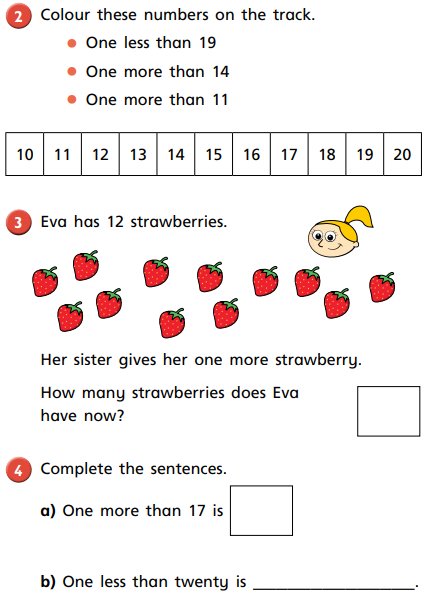 2 Colour these numbers on the track.
• One less than 19
• One more than 14
• One more than 11
10 11 12 13 14 15 16 17 18 19 20
3 Eva has 12 strawberries.
Her sister gives her one more strawberry.
How many strawberries does Eva
have now?
4 Complete the sentences.
a) One more than 17 is
b) One less than twenty is ____________________.